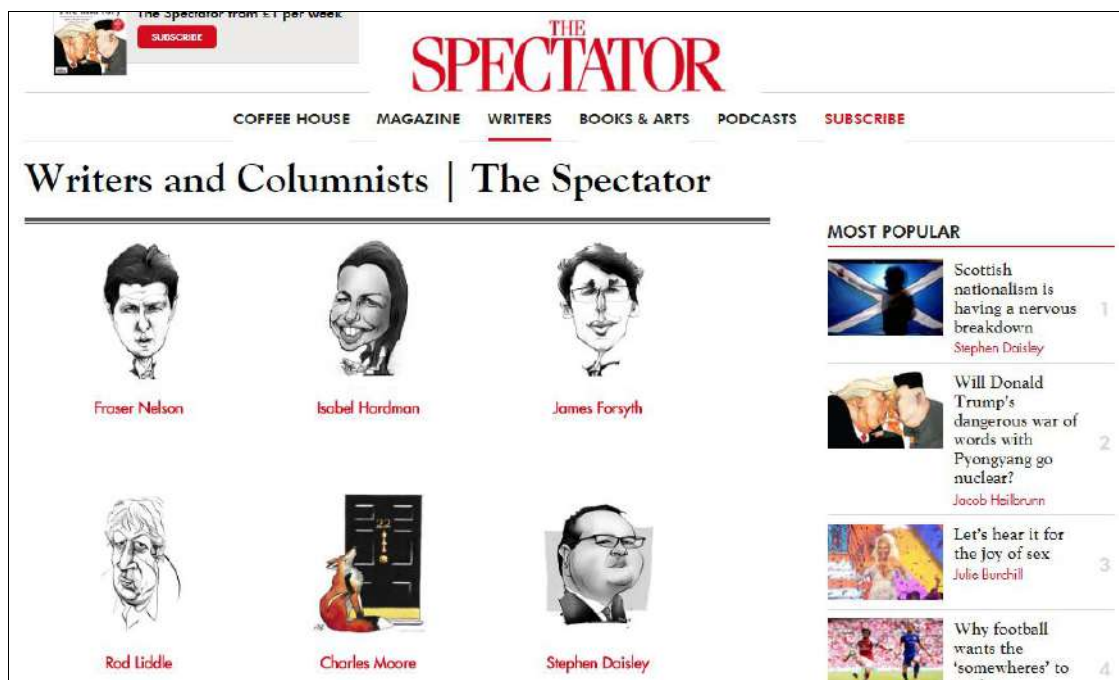 The Spectator from £1 per week
SUBSCRIBE
THE
SPECTATOR
COFFEE HOUSE MAGAZINE WRITERS BOOKS & ARTS PODCASTS SUBSCRIBE
Writers and Columnists | The Spectator
Fraser Nelson
Isabel Hardman
James Forsyth
22
Rod Liddle
Charles Moore
Stephen Daisley
MOST POPULAR
Scottish
nationalism is
having a nervous
breakdown
Stephen Daisley
1
Will Donald
Trump's
dangerous war of
words with
Pyongyang go
nuclear?
Jacob Heilbrunn
2
Let's hear it for
the joy of sex
Julie Burchill
3
Why football
wants the
'somewheres' to
4